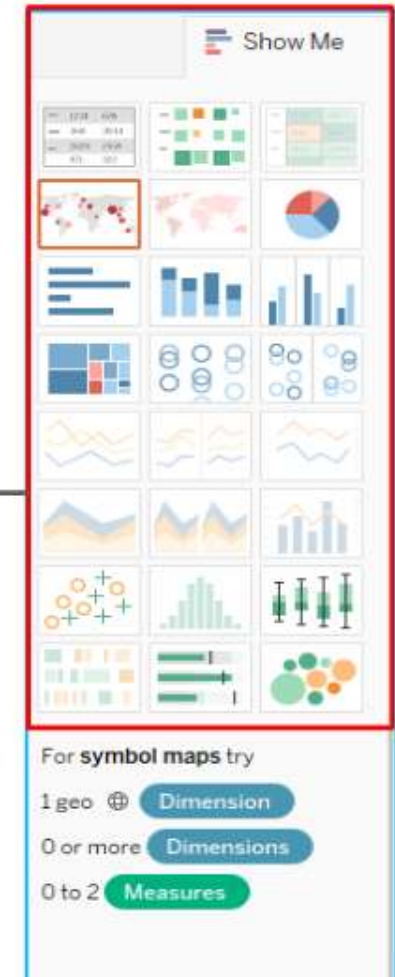 Show Me
For symbol maps try
1 geo Dimension
0 or more Dimensions
0 to 2 Measures